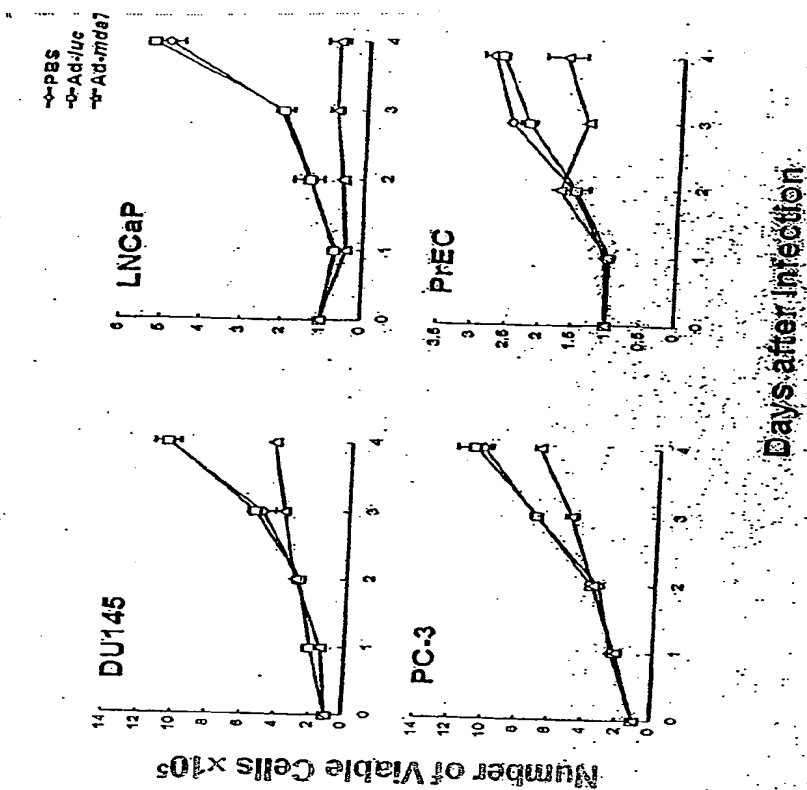 PBS
Ad-luc
Ad-mda7
DU145
14
12
10
8
6
4
2
0
0 1 2 3 4
LNCaP
6
5
4
3
2
1
0
0 1 2 3 4
PC-3
14
12
10
8
6
4
2
0
0 1 2 3 4
PrEC
3.5
3
2.5
2
1.5
1
0.5
0
0 1 2 3 4
Number of Viable Cells x10⁵
Days after Infection